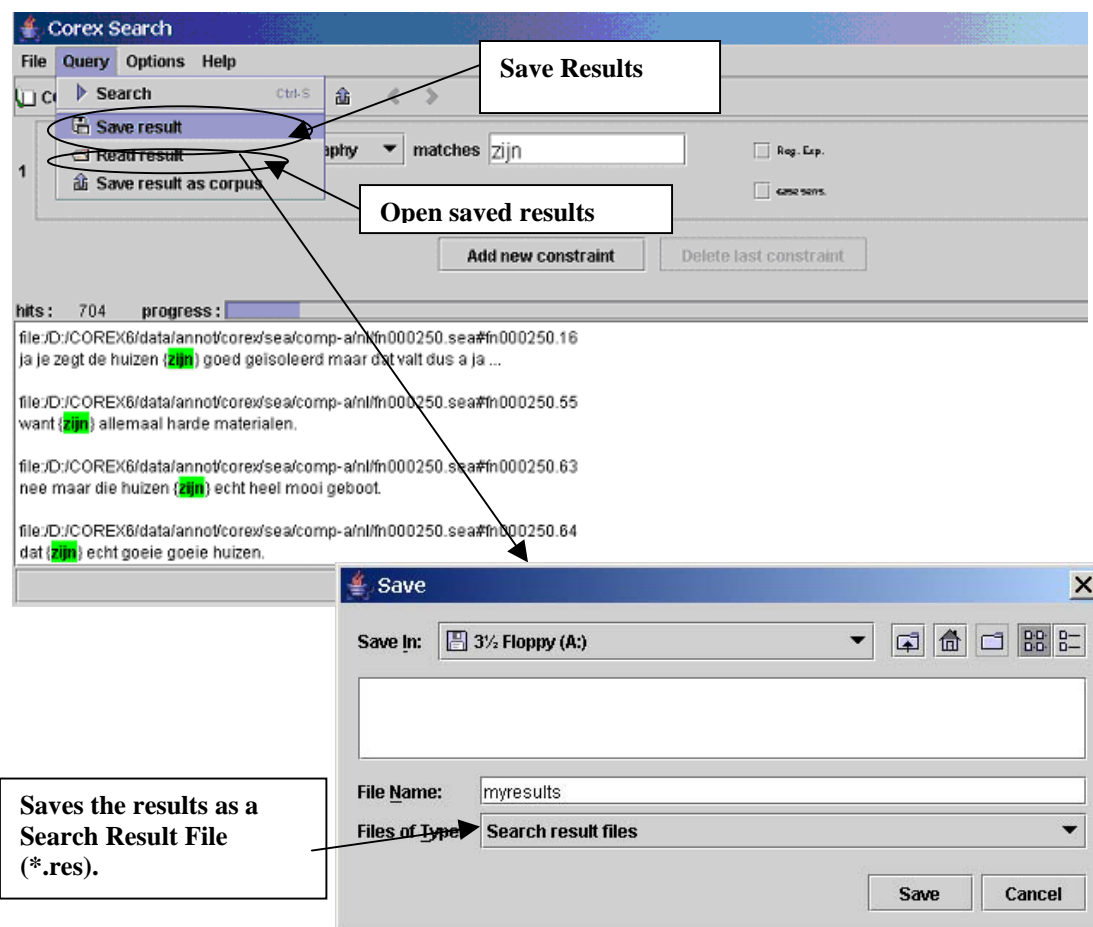 Corex Search
File Query Options Help
Save Results
Search Ctrl-S
Save result
Read result
Save result as corpus
1
matches zijn
Reg. Exp.
case sens.
Open saved results
Add new constraint Delete last constraint
hits : 704 progress :
file:/D:/COREX6/data/annot/corex/sea/comp-a/nl/fn000250.sea#fn000250.16
ja je zegt de huizen {zijn} goed geïsoleerd maar dat valt dus a ja ...
file:/D:/COREX6/data/annot/corex/sea/comp-a/nl/fn000250.sea#fn000250.55
want {zijn} allemaal harde materialen.
file:/D:/COREX6/data/annot/corex/sea/comp-a/nl/fn000250.sea#fn000250.63
nee maar die huizen {zijn} echt heel mooi geboot.
file:/D:/COREX6/data/annot/corex/sea/comp-a/nl/fn000250.sea#fn000250.64
dat {zijn} echt goeie goeie huizen.
Save
Save In: 3½ Floppy (A:)
File Name: myresults
Files of Type Search result files
Save Cancel
Saves the results as a
Search Result File
(*.res).